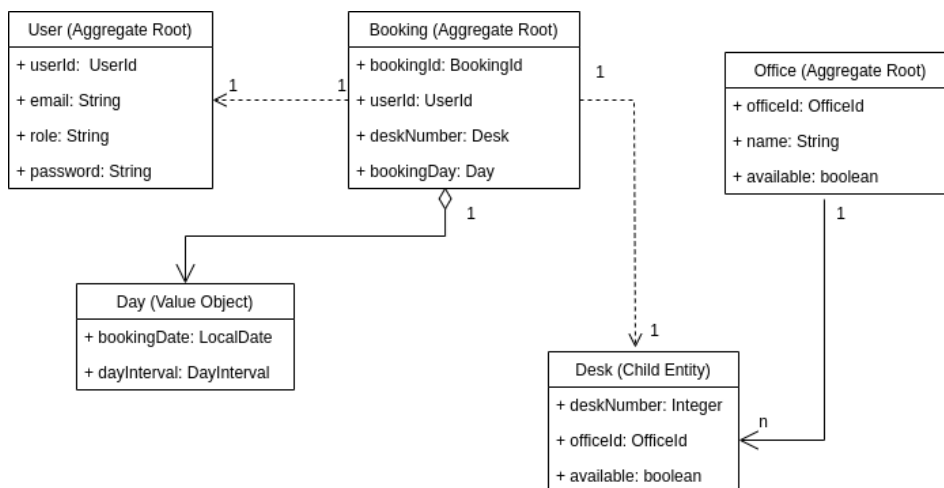 User (Aggregate Root)
+ userId: UserId
+ email: String
+ role: String
+ password: String
1
1
Booking (Aggregate Root)
+ bookingId: BookingId
+ userId: UserId
+ deskNumber: Desk
+ bookingDay: Day
1
1
Office (Aggregate Root)
+ officeId: OfficeId
+ name: String
+ available: boolean
1
Day (Value Object)
+ bookingDate: LocalDate
+ dayInterval: DayInterval
1
Desk (Child Entity)
+ deskNumber: Integer
+ officeId: OfficeId
+ available: boolean
n